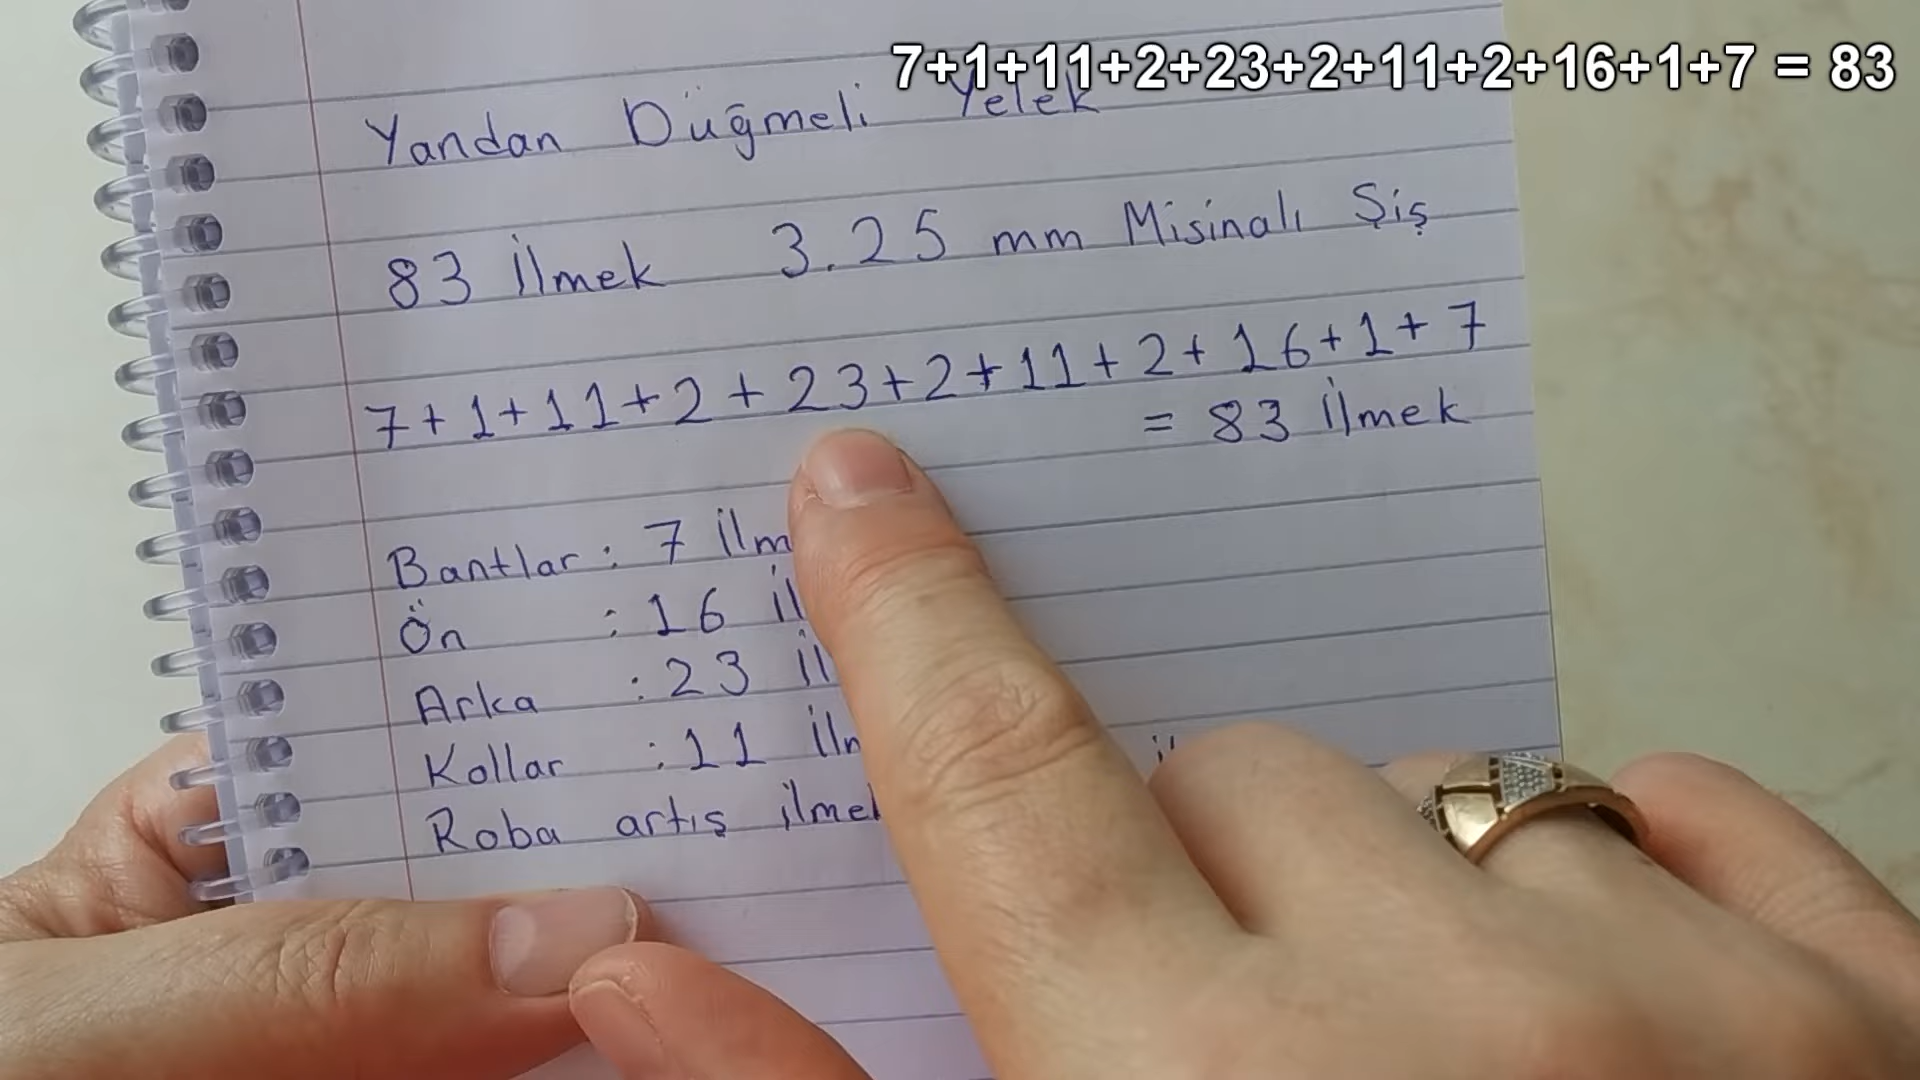 7+1+11+2+23+2+11+2+16+1+7 = 83
Yandan Düğmeli Yelek
83 İlmek 3.25 mm Misinalı Şiş
7+1+11+2+23+2+11+2+16+1+7
= 83 İlmek
Bantlar : 7
Ön : 16
Arka : 23
Kollar : 11
Roba artış